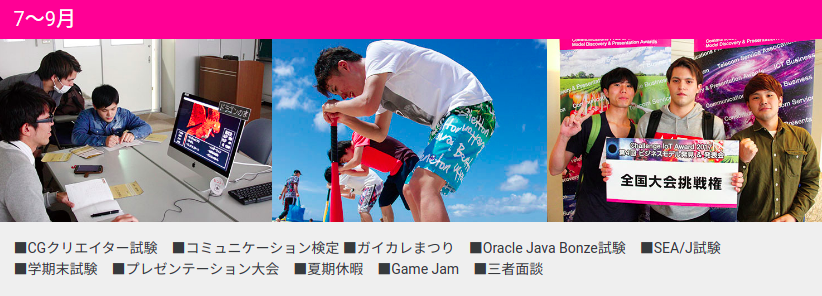 7〜9月
Challenge IoT Award 2017
全国大会挑戦権
■CGクリエイター試験　■コミュニケーション検定 ■ガイカレまつり　■Oracle Java Bonze試験　■SEA/J試験
■学期末試験　■プレゼンテーション大会　■夏期休暇　■Game Jam　■三者面談